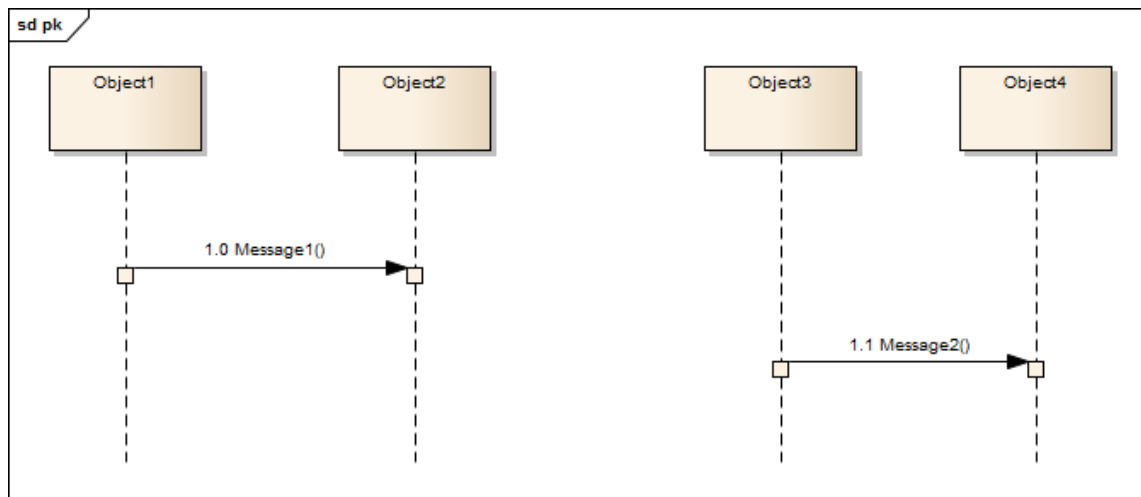 sd pk
Object1
Object2
Object3
Object4
1.0 Message1()
1.1 Message2()